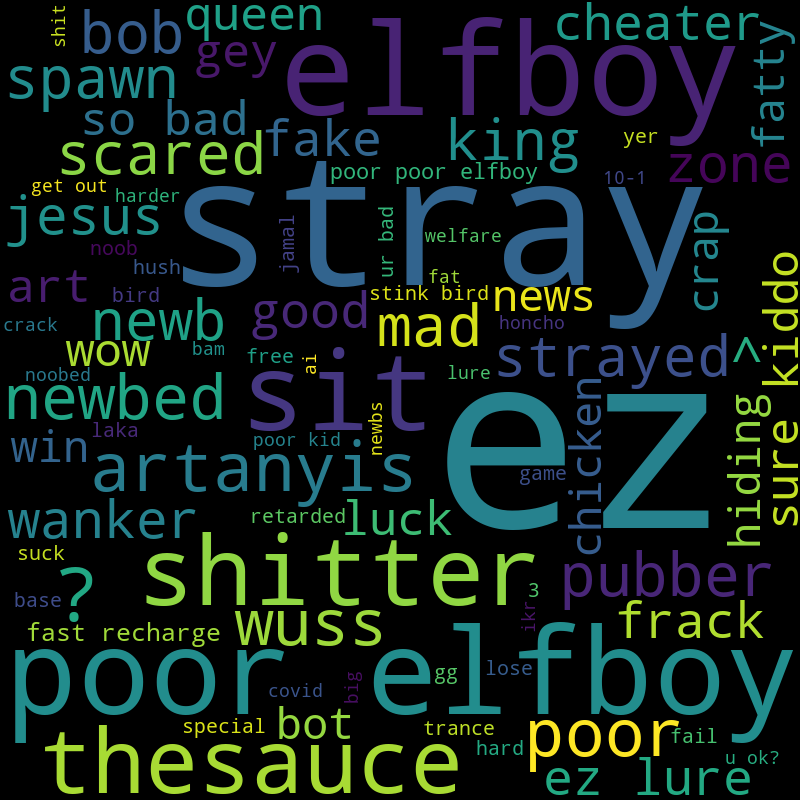 shit
bob
queen
gey
elfboy
cheater
fatty
spawn
so bad
fake
king
yer
scared
poor poor elfboy
10-1
zone
get out
harder
stray
jesus
jamal
ur bad
welfare
crap
noob
hush
fat
art
bird
stink bird
news
good
sure kiddo
crack
newb
mad
honcho
wow
bam
free
ai
strayed
^
noobed
sit
lure
ez
newbed
newbs
chicken
hiding
laka
win
poor kid
artanyis
game
wanker
retarded
luck
suck
shitter
pubber
?
base
3
ikr
fast recharge
wuss
frack
poor elfboy
gg
lose
covid
big
special
bot
trance
poor
fail
thesauce
hard
u ok?
ez lure